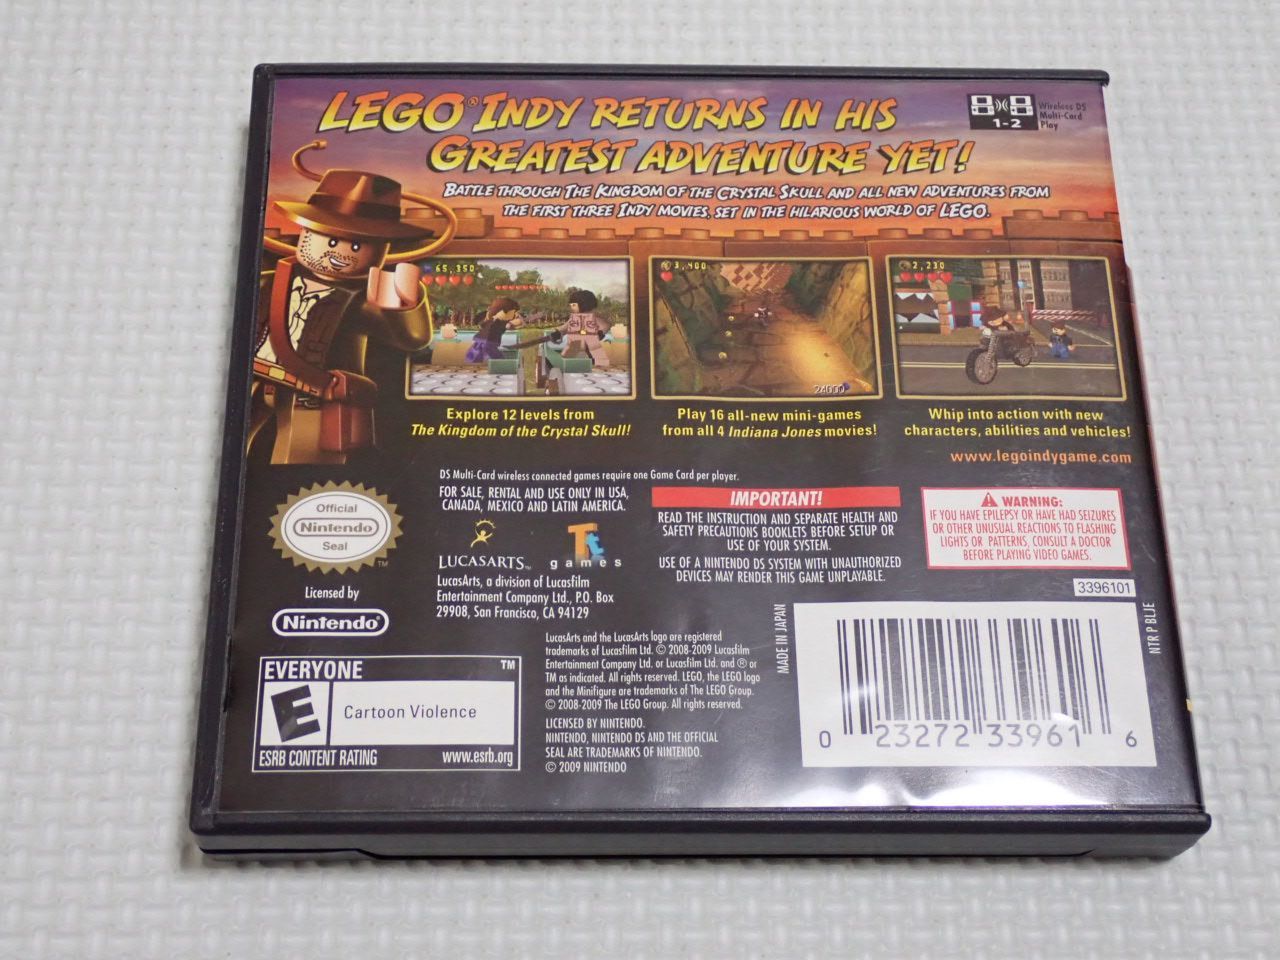 LEGO® INDY RETURNS IN HIS
GREATEST ADVENTURE YET!
BATTLE THROUGH THE KINGDOM OF THE CRYSTAL SKULL AND ALL NEW ADVENTURES FROM
THE FIRST THREE INDY MOVIES, SET IN THE HILARIOUS WORLD OF LEGO.
1-2
Wireless DS
Multi-Card
Play
65,350
3,400
24000
2,230
Explore 12 levels from
The Kingdom of the Crystal Skull!
Play 16 all-new mini-games
from all 4 Indiana Jones movies!
Whip into action with new
characters, abilities and vehicles!
www.legoindygame.com
DS Multi-Card wireless connected games require one Game Card per player.
FOR SALE, RENTAL AND USE ONLY IN USA,
CANADA, MEXICO AND LATIN AMERICA.
Official
Nintendo
Seal
TM
Licensed by
Nintendo®
LUCASARTS™
Tt
games
LucasArts, a division of Lucasfilm
Entertainment Company Ltd., P.O. Box
29908, San Francisco, CA 94129
IMPORTANT!
READ THE INSTRUCTION AND SEPARATE HEALTH AND
SAFETY PRECAUTIONS BOOKLETS BEFORE SETUP OR
USE OF YOUR SYSTEM.
USE OF A NINTENDO DS SYSTEM WITH UNAUTHORIZED
DEVICES MAY RENDER THIS GAME UNPLAYABLE.
WARNING:
IF YOU HAVE EPILEPSY OR HAVE HAD SEIZURES
OR OTHER UNUSUAL REACTIONS TO FLASHING
LIGHTS OR PATTERNS, CONSULT A DOCTOR
BEFORE PLAYING VIDEO GAMES.
3396101
EVERYONE
TM
E
Cartoon Violence
ESRB CONTENT RATING
www.esrb.org
LucasArts and the LucasArts logo are registered
trademarks of Lucasfilm Ltd. © 2008-2009 Lucasfilm
Entertainment Company Ltd. or Lucasfilm Ltd. and ® or
TM as indicated. All rights reserved. LEGO, the LEGO logo
and the Minifigure are trademarks of The LEGO Group.
© 2008-2009 The LEGO Group. All rights reserved.
LICENSED BY NINTENDO.
NINTENDO, NINTENDO DS AND THE OFFICIAL
SEAL ARE TRADEMARKS OF NINTENDO.
© 2009 NINTENDO
MADE IN JAPAN
NTR P BLJE
0 23272 33961 6